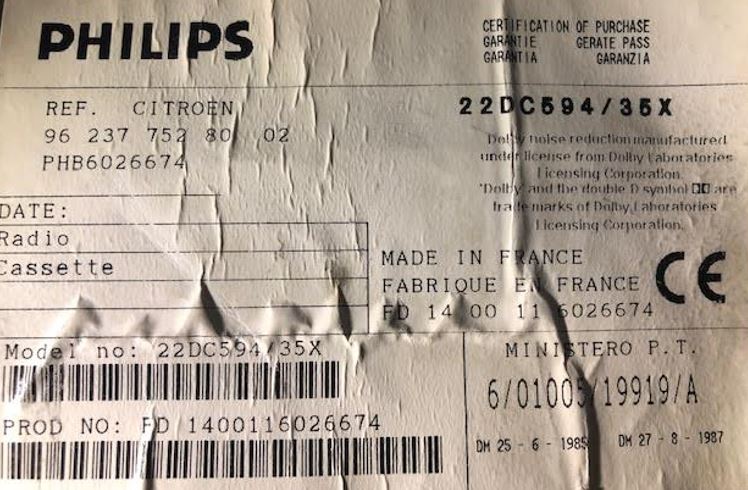 PHILIPS
CERTIFICATION OF PURCHASE
GARANTIE GERATE PASS
GARANTIA GARANZIA
REF. CITROEN
96 237 752 80 02
PHB6026674
22DC594/35X
Dolby noise reduction manufactured
under license from Dolby Laboratories
Licensing Corporation.
"Dolby" and the double D symbol are
trade marks of Dolby Laboratories
Licensing Corporation.
DATE:
Radio
Cassette
MADE IN FRANCE
FABRIQUE EN FRANCE
FD 14 00 11 6026674
CE
Model no: 22DC594/35X
PROD NO: FD 1400116026674
MINISTERO P.T.
6/01005/19919/A
DM 25 - 6 - 1985 DM 27 - 8 - 1987